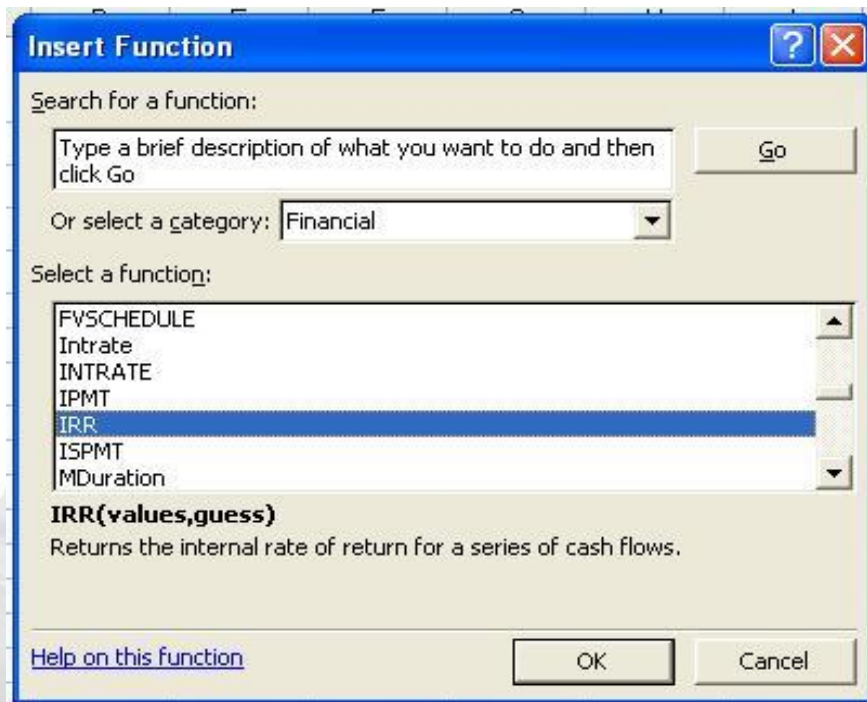 Insert Function
Search for a function:
Type a brief description of what you want to do and then
click Go
Go
Or select a category: Financial
Select a function:
FVSCHEDULE
Intrate
INTRATE
IPMT
IRR
ISPMT
MDuration
IRR(values,guess)
Returns the internal rate of return for a series of cash flows.
Help on this function
OK
Cancel